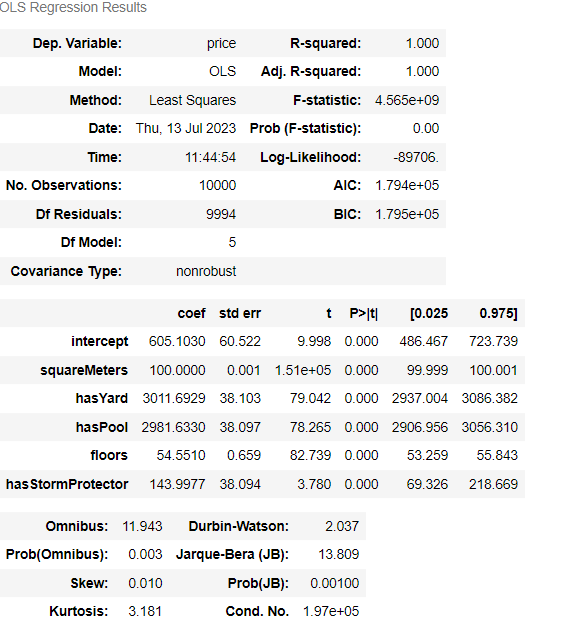 OLS Regression Results
Dep. Variable: price R-squared: 1.000
Model: OLS Adj. R-squared: 1.000
Method: Least Squares F-statistic: 4.565e+09
Date: Thu, 13 Jul 2023 Prob (F-statistic): 0.00
Time: 11:44:54 Log-Likelihood: -89706.
No. Observations: 10000 AIC: 1.794e+05
Df Residuals: 9994 BIC: 1.795e+05
Df Model: 5
Covariance Type: nonrobust
coef std err t P>|t| [0.025 0.975]
intercept 605.1030 60.522 9.998 0.000 486.467 723.739
squareMeters 100.0000 0.001 1.51e+05 0.000 99.999 100.001
hasYard 3011.6929 38.103 79.042 0.000 2937.004 3086.382
hasPool 2981.6330 38.097 78.265 0.000 2906.956 3056.310
floors 54.5510 0.659 82.739 0.000 53.259 55.843
hasStormProtector 143.9977 38.094 3.780 0.000 69.326 218.669
Omnibus: 11.943 Durbin-Watson: 2.037
Prob(Omnibus): 0.003 Jarque-Bera (JB): 13.809
Skew: 0.010 Prob(JB): 0.00100
Kurtosis: 3.181 Cond. No. 1.97e+05